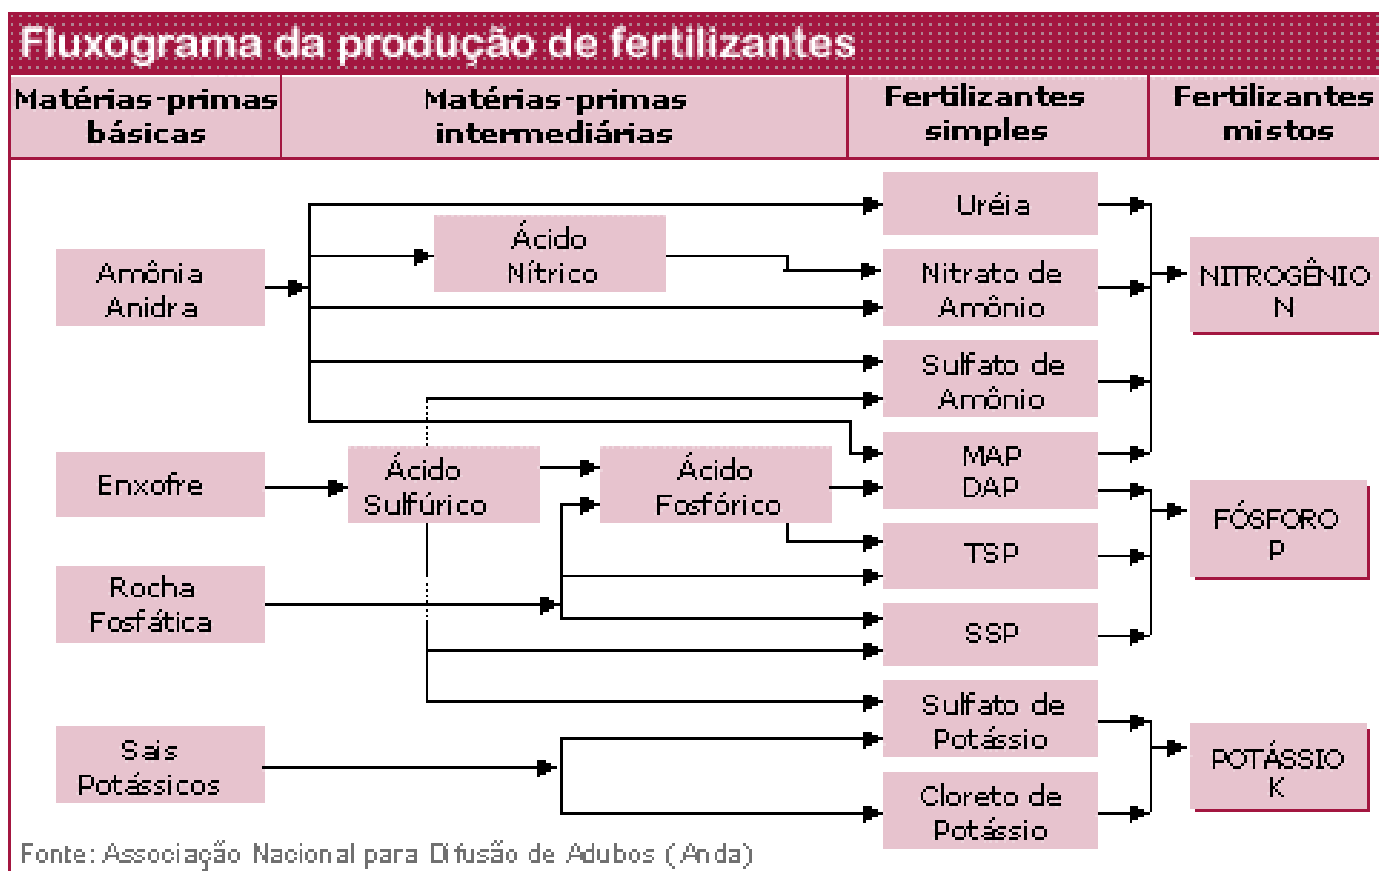 Fluxograma da produção de fertilizantes
Matérias-primas
básicas
Matérias-primas
intermediárias
Fertilizantes
simples
Fertilizantes
mistos
Amônia
Anidra
Ácido
Nítrico
Uréia
Nitrato de
Amônio
Sulfato de
Amônio
NITROGÊNIO
N
Enxofre
Ácido
Sulfúrico
Ácido
Fosfórico
MAP
DAP
TSP
SSP
FÓSFORO
P
Rocha
Fosfática
Sais
Potássicos
Sulfato de
Potássio
Cloreto de
Potássio
POTÁSSIO
K
Fonte: Associação Nacional para Difusão de Adubos (Anda)